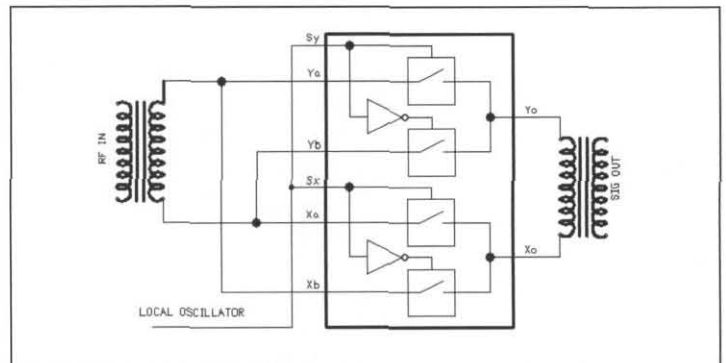 Sy
Ya
Yo
RF IN
Yb
SIG OUT
Sx
Xa
Xo
Xb
LOCAL OSCILLATOR